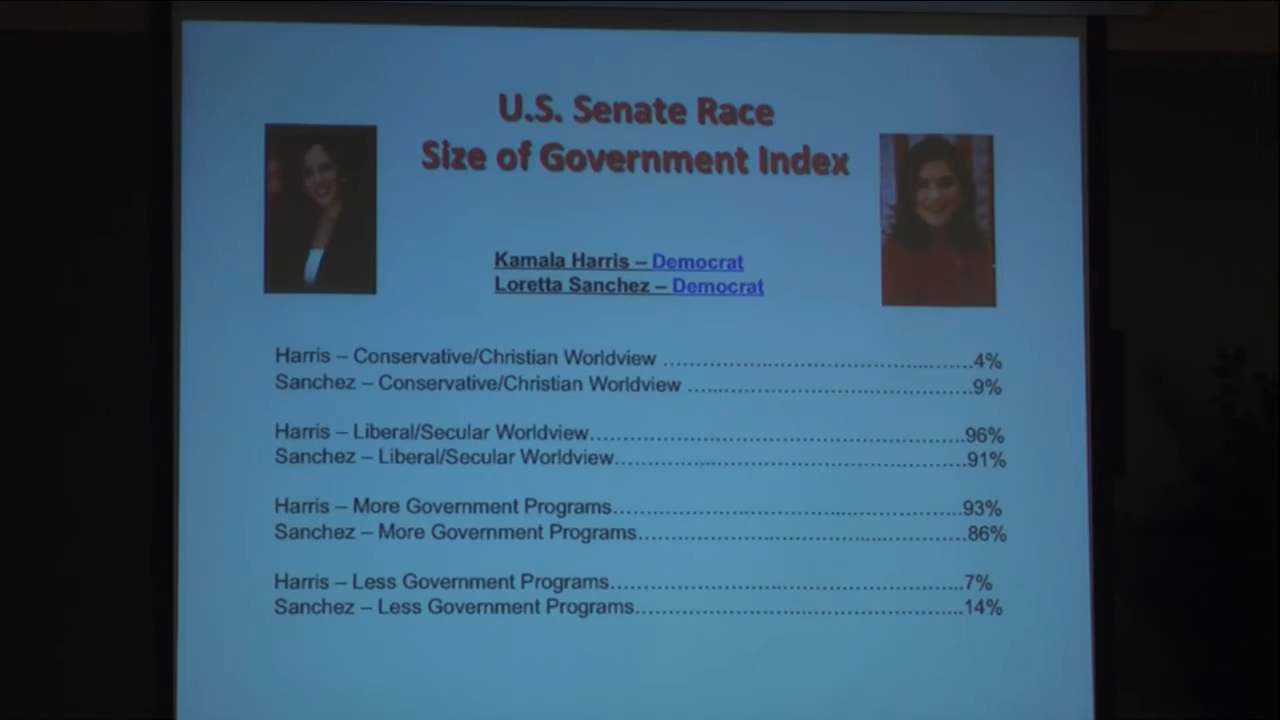 U.S. Senate Race
Size of Government Index
Kamala Harris – Democrat
Loretta Sanchez – Democrat
Harris – Conservative/Christian Worldview ……………………………………4%
Sanchez – Conservative/Christian Worldview …………………………………9%
Harris – Liberal/Secular Worldview……………………………………………96%
Sanchez – Liberal/Secular Worldview…………………………………………91%
Harris – More Government Programs…………………………………………93%
Sanchez – More Government Programs………………………………………86%
Harris – Less Government Programs…………………………………………7%
Sanchez – Less Government Programs………………………………………14%